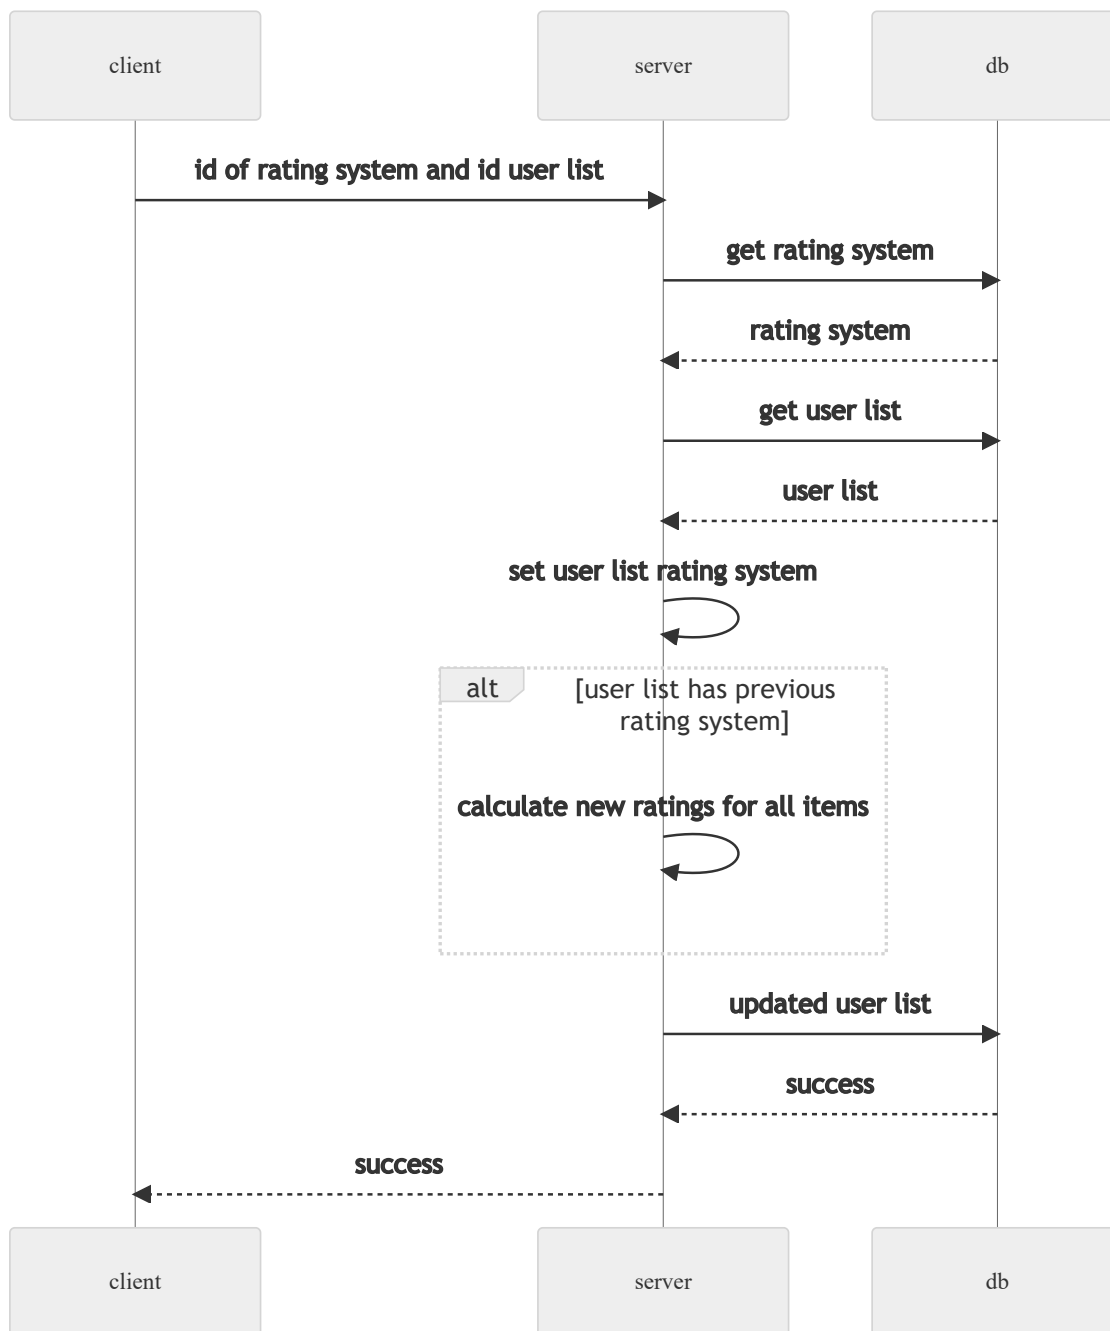 client
server
db
id of rating system and id user list
get rating system
rating system
get user list
user list
set user list rating system
alt
[user list has previous
rating system]
calculate new ratings for all items
updated user list
success
success
client
server
db